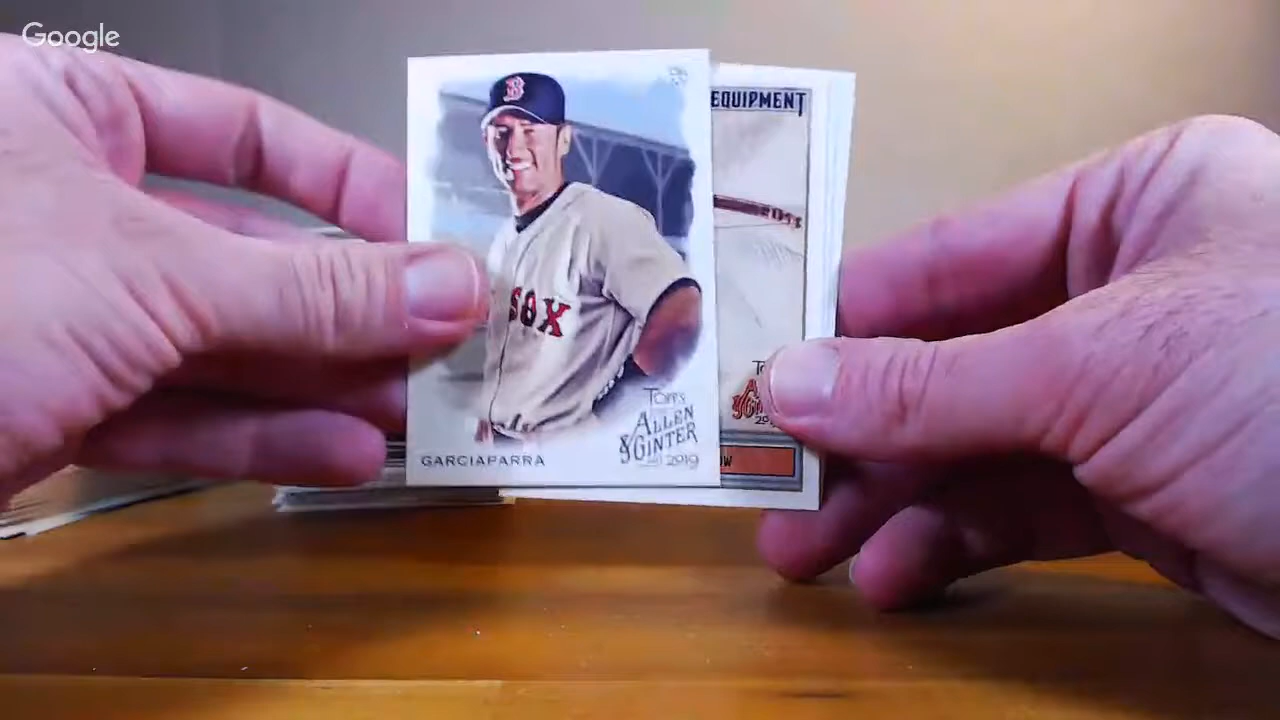 Google
EQUIPMENT
B
SOX
TOPPS
ALLEN
& GINTER
2019
GARCIAPARRA